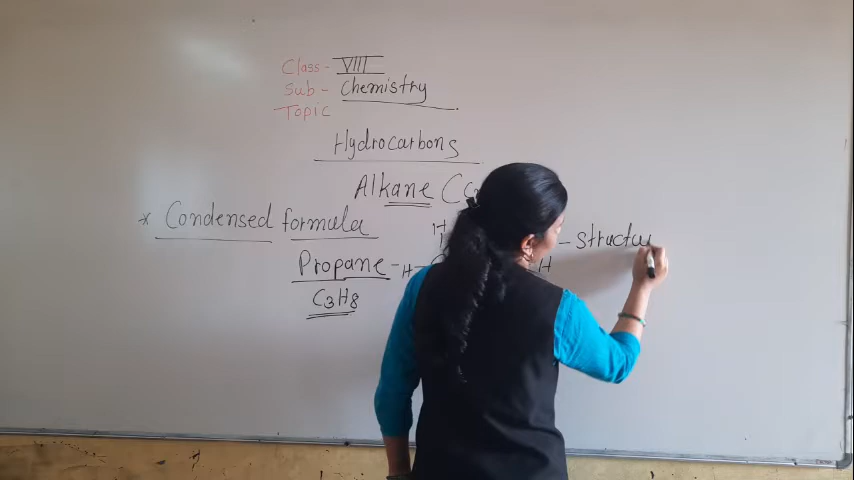 Class - VIII
Sub - Chemistry
Topic
Hydrocarbons
Alkane
* Condensed formula
H
Propane - H - H - Structu
C3H8